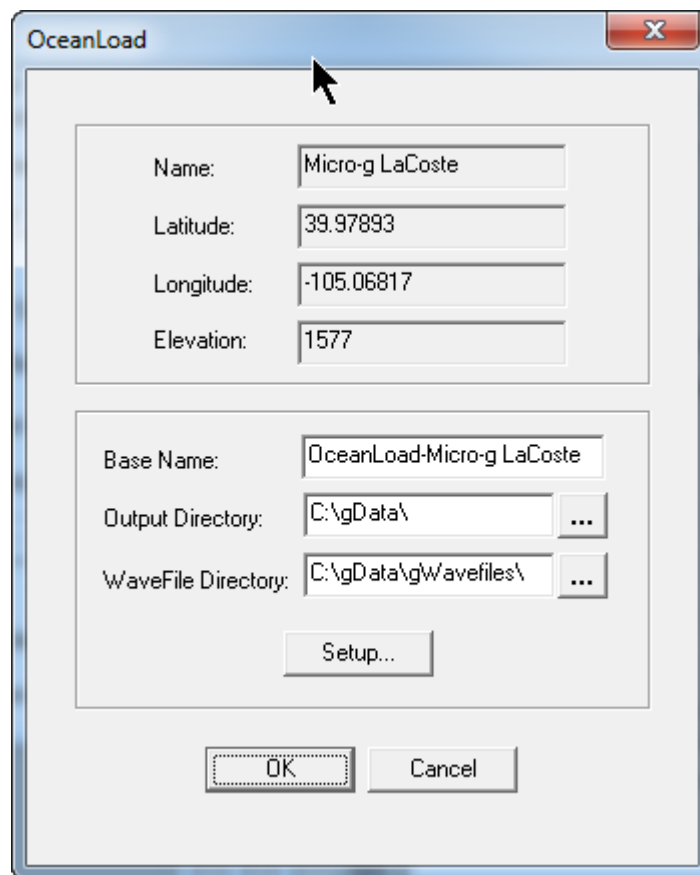 OceanLoad
Name: Micro-g LaCoste
Latitude: 39.97893
Longitude: -105.06817
Elevation: 1577
Base Name: OceanLoad-Micro-g LaCoste
Output Directory: C:\gData\ ...
WaveFile Directory: C:\gData\gWavefiles\ ...
Setup...
OK Cancel